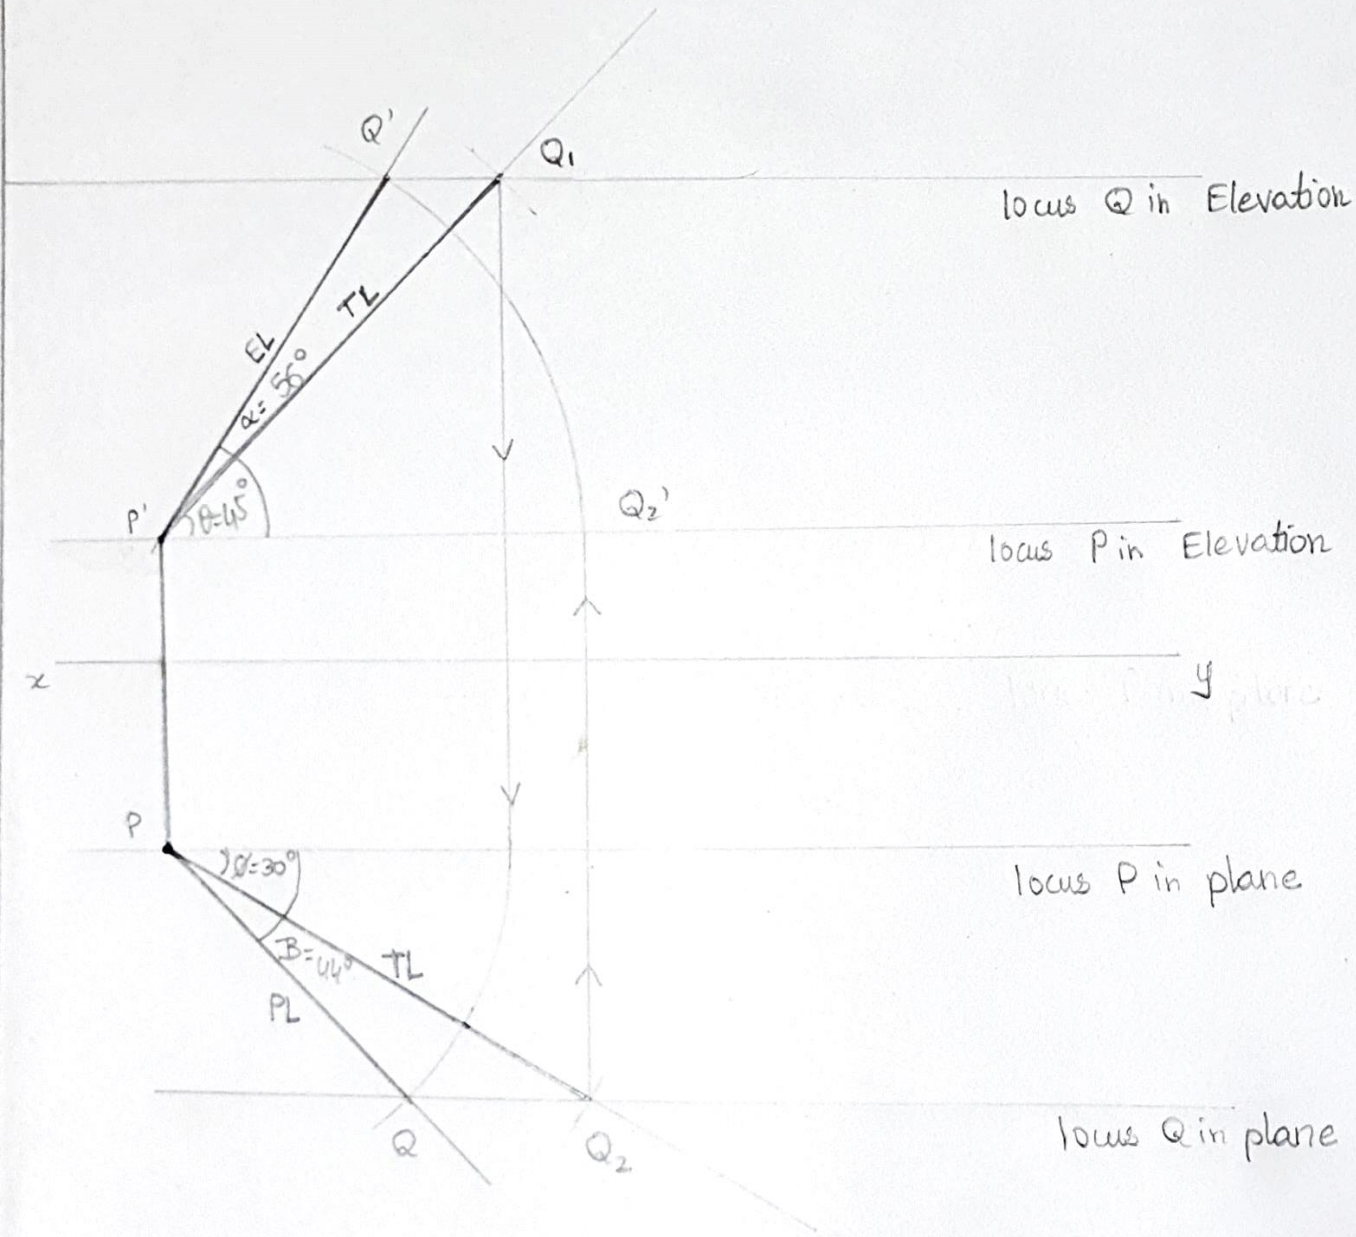 Q'
Q₁
locus Q in Elevation
TL
EL
α= 56°
θ=45°
P'
Q₂'
locus P in Elevation
x
y
P
Ø=30°
locus P in plane
B=44°
TL
PL
Q
Q₂
locus Q in plane